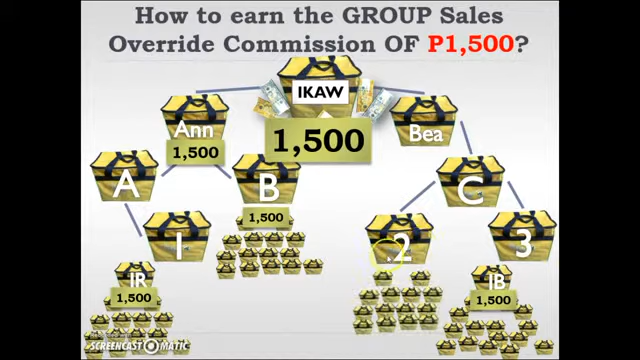 How to earn the GROUP Sales
Override Commission OF P1,500?
IKAW
1,500
Ann
1,500
Bea
A
B
1,500
C
1
2
3
IR
1,500
IB
1,500
SCREENCAST-O-MATIC